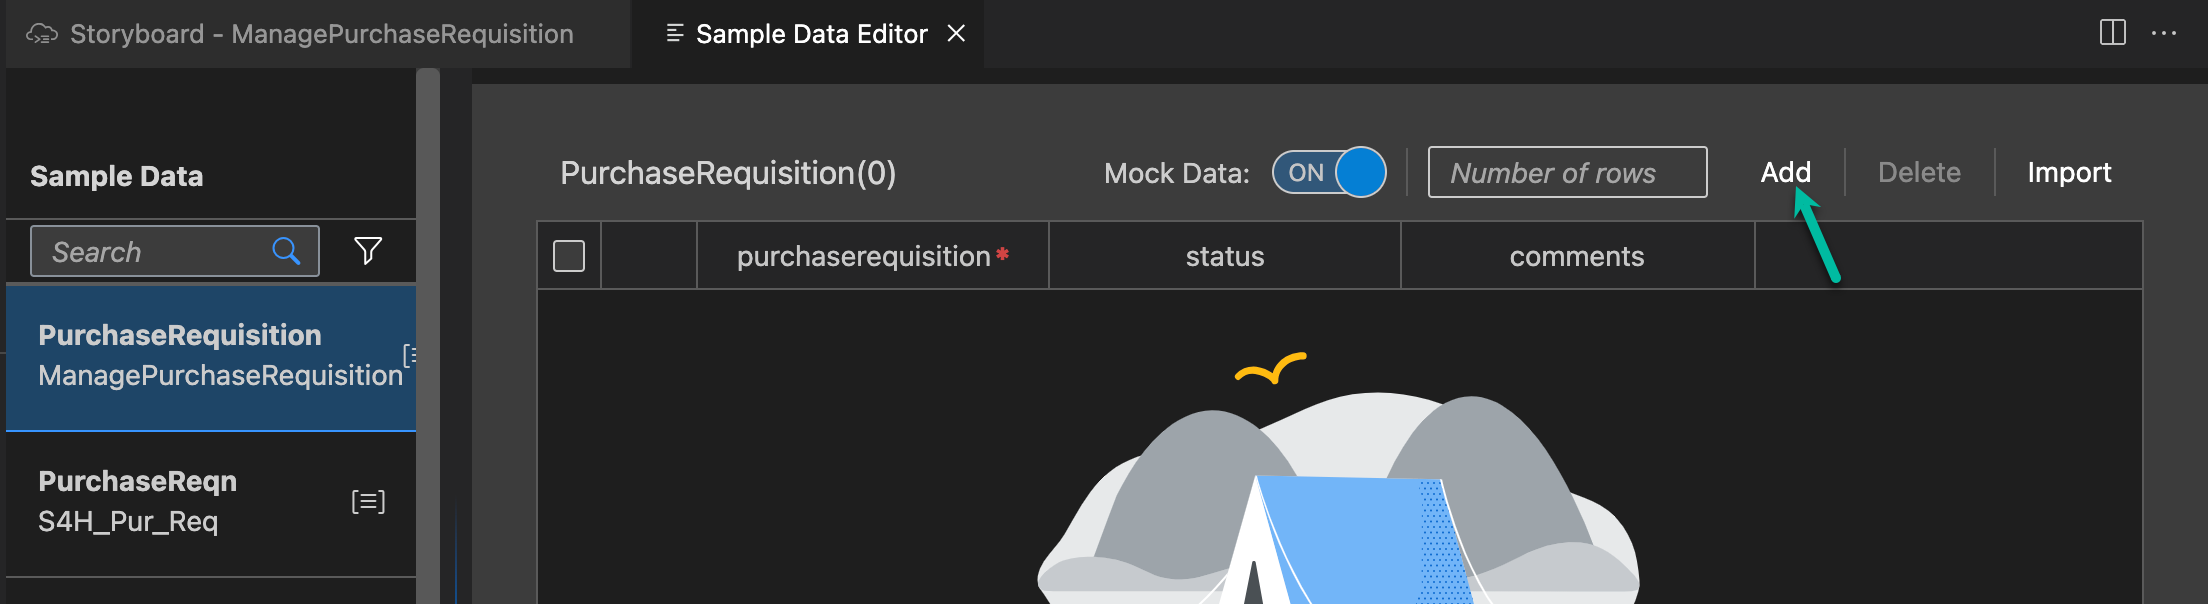 Storyboard - ManagePurchaseRequisition
Sample Data Editor
Sample Data
Search
PurchaseRequisition
ManagePurchaseRequisition
PurchaseReqn
S4H_Pur_Req
PurchaseRequisition(0)
Mock Data: ON
Number of rows
Add
Delete
Import
purchaserequisition* status comments